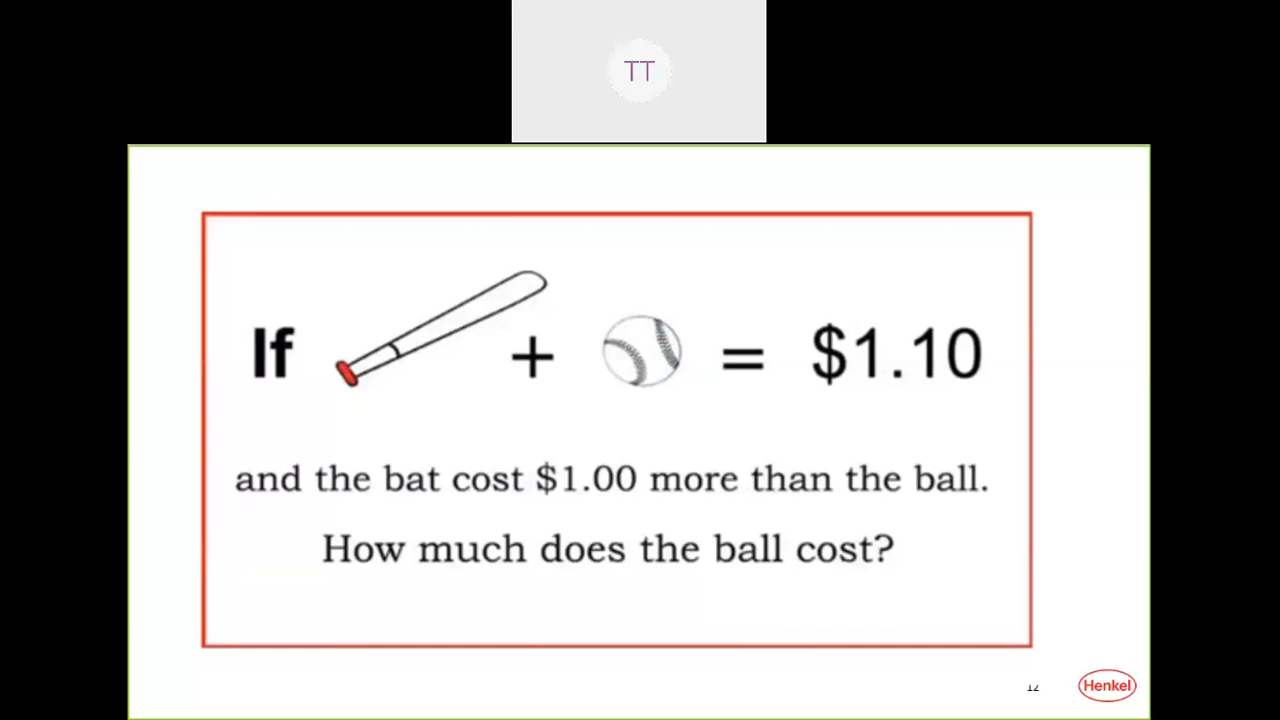 TT
If + = $1.10
and the bat cost $1.00 more than the ball.
How much does the ball cost?
12
Henkel